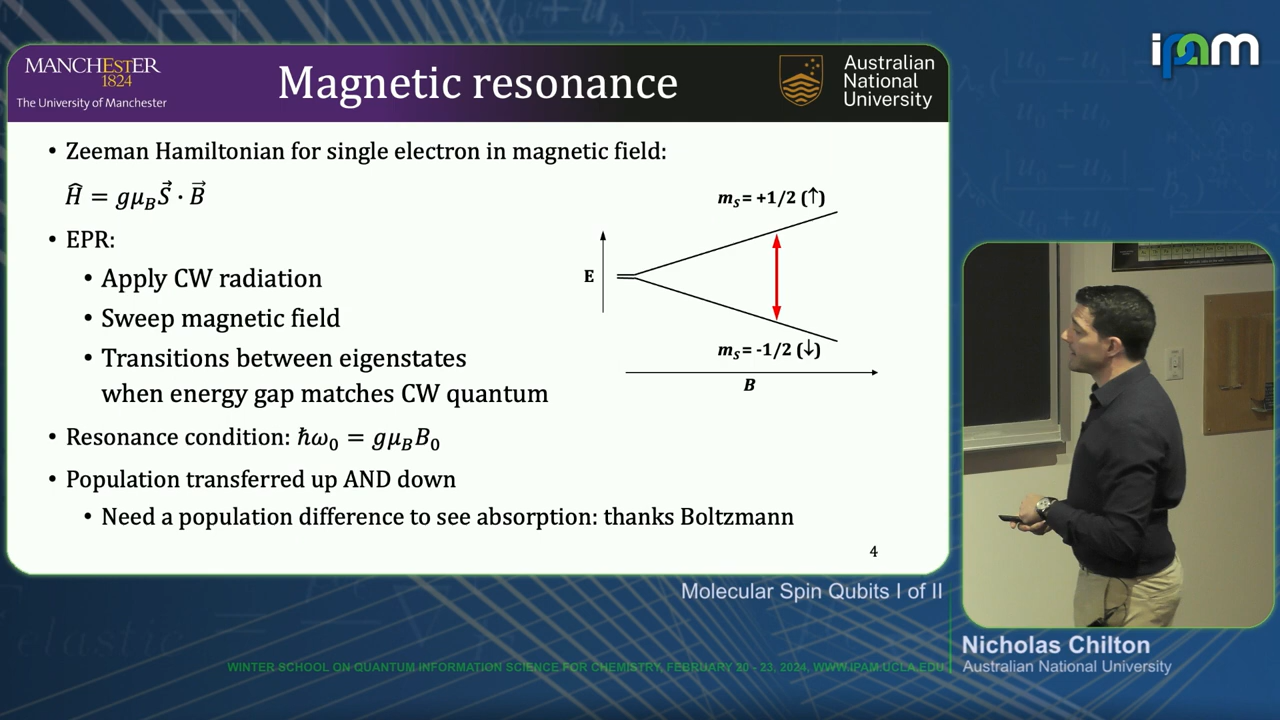 ipam
MANCHESTER
1824
The University of Manchester
Magnetic resonance
Australian
National
University
• Zeeman Hamiltonian for single electron in magnetic field:
Ĥ = gμ_B S⃗ · B⃗
• EPR:
• Apply CW radiation
• Sweep magnetic field
• Transitions between eigenstates
when energy gap matches CW quantum
• Resonance condition: ℏω₀ = gμ_B B₀
• Population transferred up AND down
• Need a population difference to see absorption: thanks Boltzmann
m_S = +1/2 (↑)
E
m_S = -1/2 (↓)
B
4
Molecular Spin Qubits I of II
Nicholas Chilton
Australian National University
WINTER SCHOOL ON QUANTUM INFORMATION SCIENCE FOR CHEMISTRY, FEBRUARY 20 - 23, 2024, WWW.IPAM.UCLA.EDU